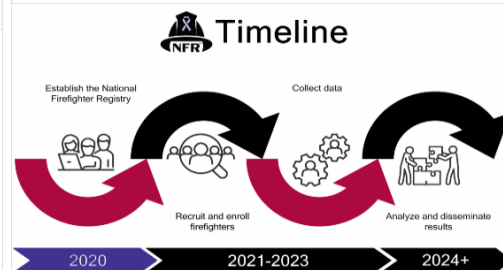 NFR
Timeline
Establish the National
Firefighter Registry
Collect data
Recruit and enroll
firefighters
Analyze and disseminate
results
2020
2021-2023
2024+